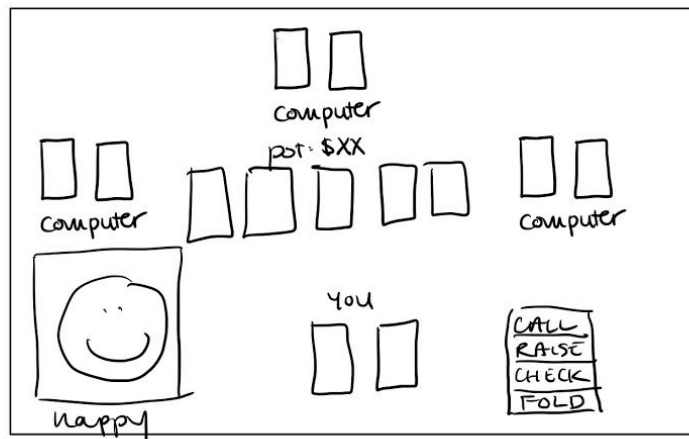 computer
pot: $XX
computer
computer
you
CALL
RAISE
CHECK
FOLD
happy